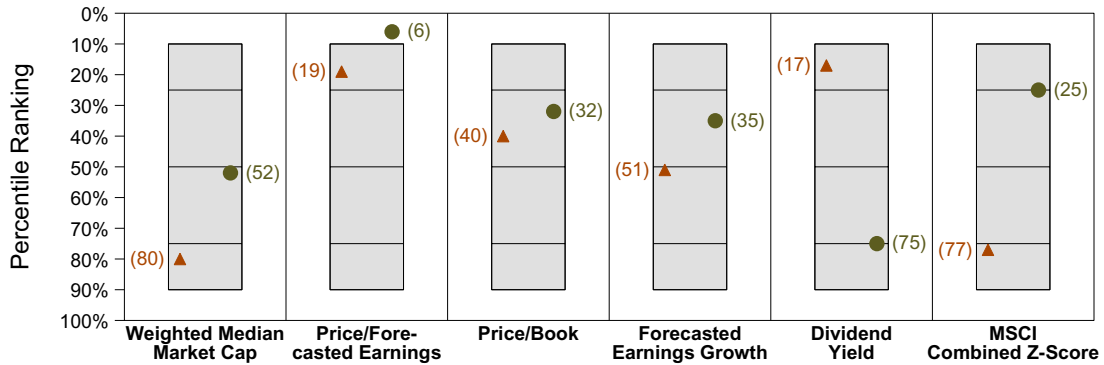 Percentile Ranking
0%
10%
20%
30%
40%
50%
60%
70%
80%
90%
100%
(80)
(52)
(19)
(6)
(40)
(32)
(51)
(35)
(17)
(75)
(77)
(25)
Weighted Median
Market Cap
Price/Fore-
casted Earnings
Price/Book
Forecasted
Earnings Growth
Dividend
Yield
MSCI
Combined Z-Score